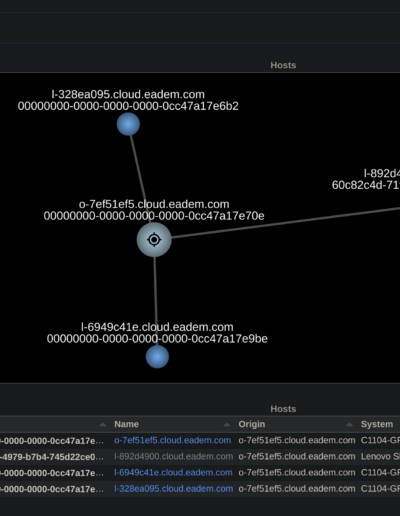 Hosts
l-328ea095.cloud.eadem.com
00000000-0000-0000-0000-0cc47a17e6b2
l-892d4
60c82c4d-71
o-7ef51ef5.cloud.eadem.com
00000000-0000-0000-0000-0cc47a17e70e
l-6949c41e.cloud.eadem.com
00000000-0000-0000-0000-0cc47a17e9be
Hosts
Name Origin System
0-0000-0000-0cc47a17e... o-7ef51ef5.cloud.eadem.com o-7ef51ef5.cloud.eadem.com C1104-GF
-4979-b7b4-745d22ce0... l-892d4900.cloud.eadem.com o-7ef51ef5.cloud.eadem.com Lenovo Sl
0-0000-0000-0cc47a17e... l-6949c41e.cloud.eadem.com o-7ef51ef5.cloud.eadem.com C1104-GF
0-0000-0000-0cc47a17e... l-328ea095.cloud.eadem.com o-7ef51ef5.cloud.eadem.com C1104-GF